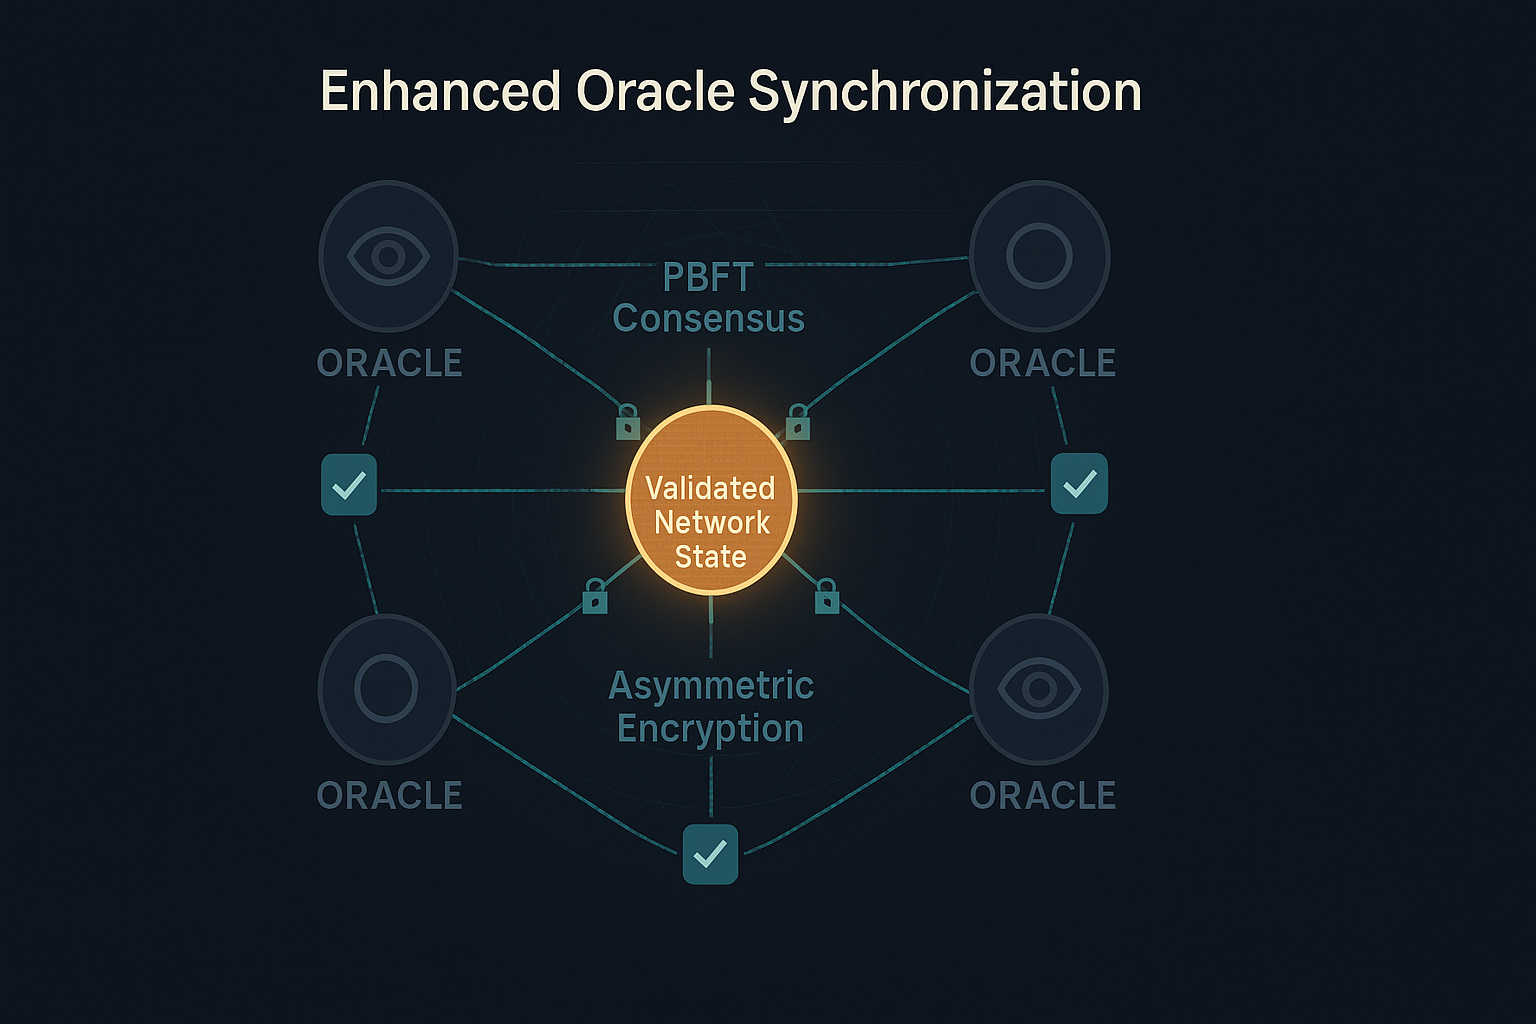 Enhanced Oracle Synchronization
PBFT
Consensus
ORACLE
ORACLE
Validated
Network
State
Asymmetric
Encryption
ORACLE
ORACLE